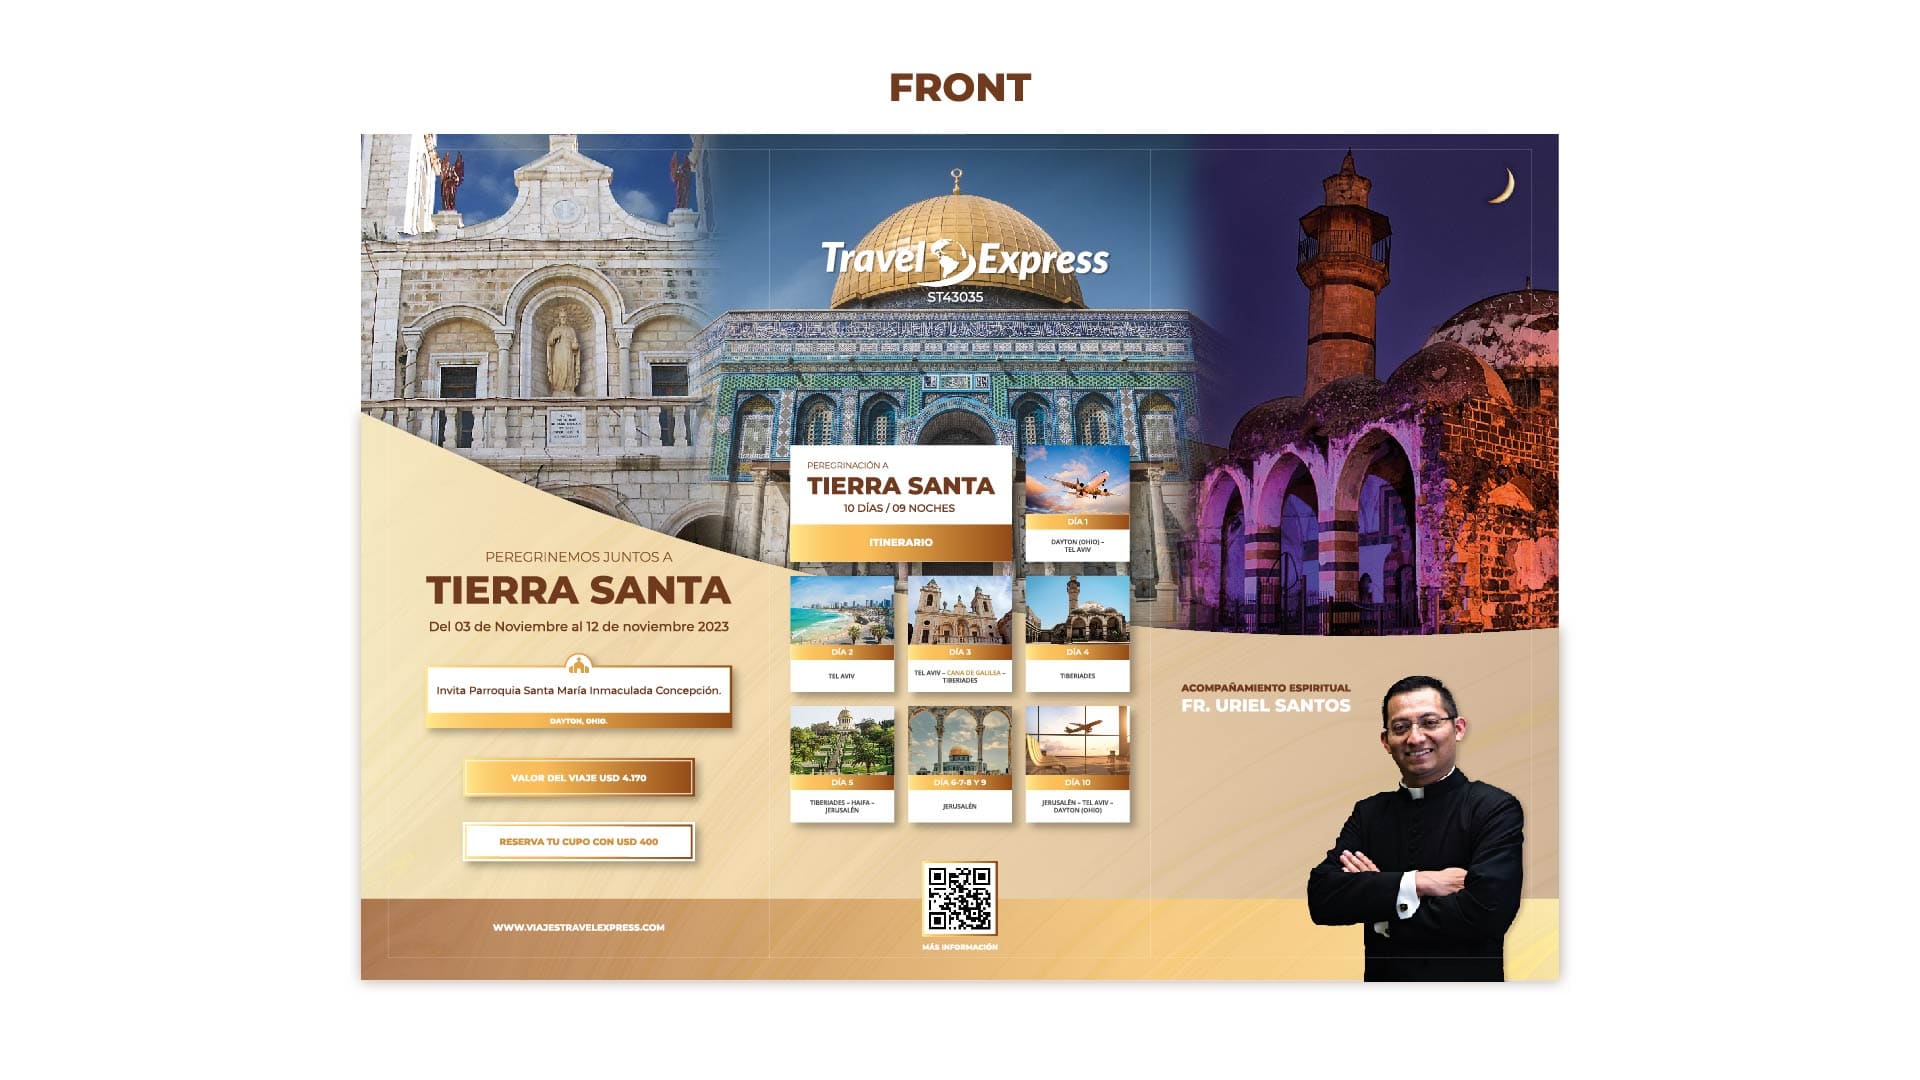 FRONT
Travel Express
ST43035
PEREGRINEMOS JUNTOS A
TIERRA SANTA
Del 03 de Noviembre al 12 de noviembre 2023
Invita Parroquia Santa María Inmaculada Concepción.
DAYTON, OHIO.
VALOR DEL VIAJE USD 4.170
RESERVA TU CUPO CON USD 400
WWW.VIAJESTRAVELEXPRESS.COM
PEREGRINACIÓN A
TIERRA SANTA
10 DÍAS / 09 NOCHES
ITINERARIO
DÍA 1
DAYTON (OHIO) –
TEL AVIV
DÍA 2
TEL AVIV
DÍA 3
TEL AVIV – CANA DE GALILEA –
TIBERIADES
DÍA 4
TIBERIADES
DÍA 5
TIBERIADES – HAIFA –
JERUSALÉN
DÍA 6-7-8 Y 9
JERUSALÉN
DÍA 10
JERUSALÉN – TEL AVIV –
DAYTON (OHIO)
MÁS INFORMACIÓN
ACOMPAÑAMIENTO ESPIRITUAL
FR. URIEL SANTOS